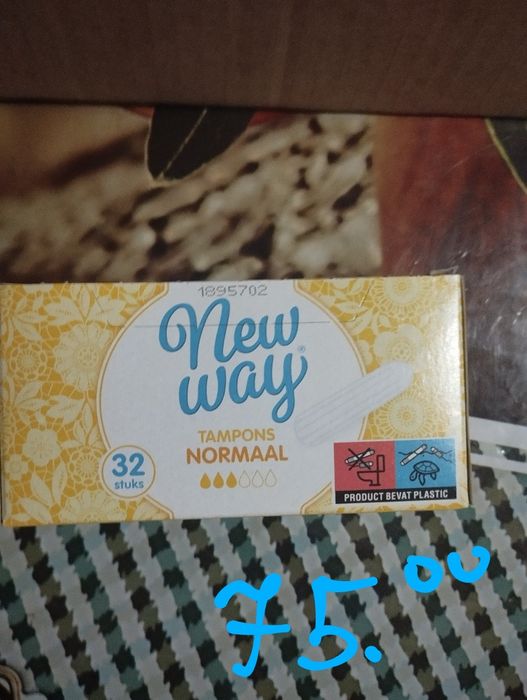 1895702
New
way®
TAMPONS
NORMAAL
32
stuks
PRODUCT BEVAT PLASTIC
75.00